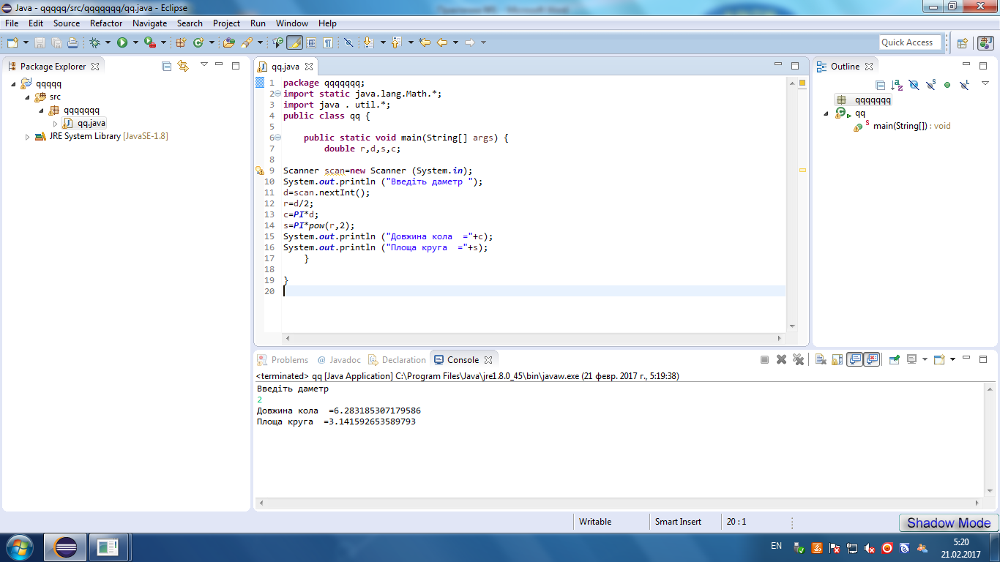 Java - qqqqq/src/qqqqqqq/qq.java - Eclipse
File Edit Source Refactor Navigate Search Project Run Window Help
Quick Access
Package Explorer
qqqqq
src
qqqqqqq
qq.java
JRE System Library [JavaSE-1.8]
qq.java
1 package qqqqqqq;
2 import static java.lang.Math.*;
3 import java . util.*;
4 public class qq {
5
6 public static void main(String[] args) {
7 double r,d,s,c;
8
9 Scanner scan=new Scanner (System.in);
10 System.out.println ("Введіть даметр ");
11 d=scan.nextInt();
12 r=d/2;
13 c=PI*d;
14 s=PI*pow(r,2);
15 System.out.println ("Довжина кола  ="+c);
16 System.out.println ("Площа круга  ="+s);
17 }
18
19 }
20
Outline
qqqqqqq
qq
main(String[]) : void
Problems @ Javadoc Declaration Console
<terminated> qq [Java Application] C:\Program Files\Java\jre1.8.0_45\bin\javaw.exe (21 февр. 2017 г., 5:19:38)
Введіть даметр
2
Довжина кола  =6.283185307179586
Площа круга  =3.141592653589793
Writable Smart Insert 20 : 1
Shadow Mode
EN
5:20
21.02.2017